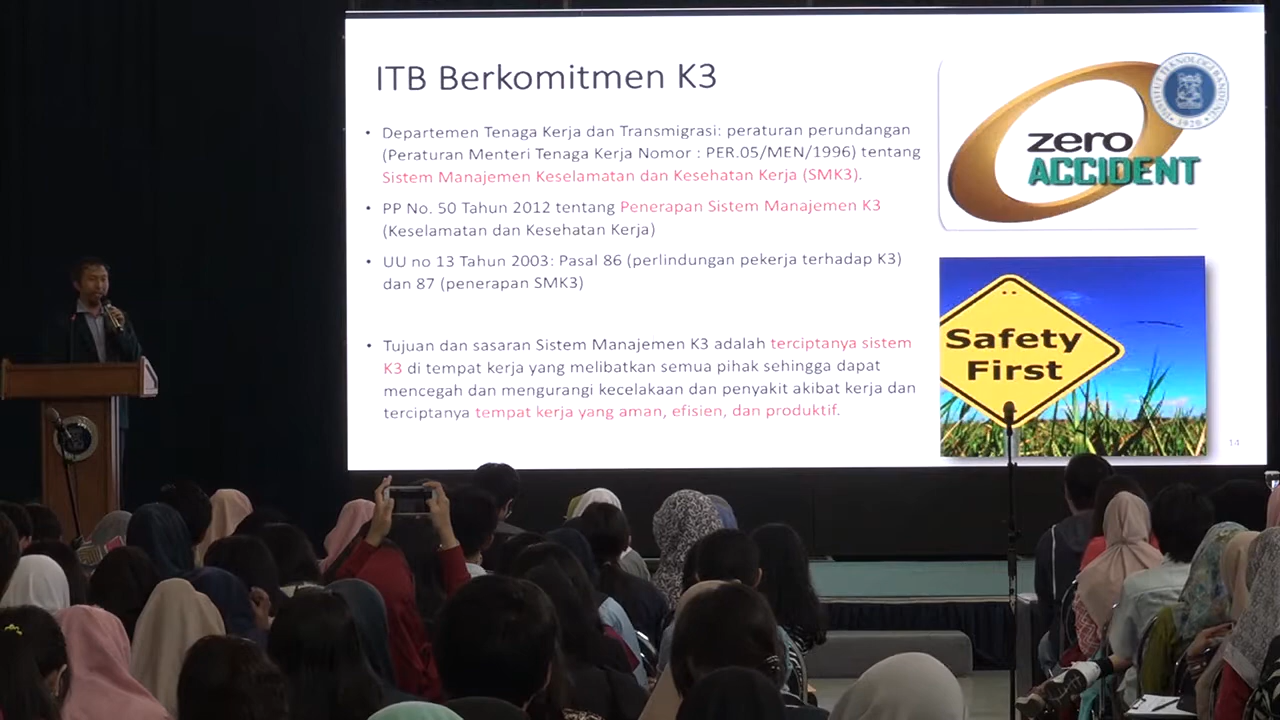 ITB Berkomitmen K3
• Departemen Tenaga Kerja dan Transmigrasi: peraturan perundangan
(Peraturan Menteri Tenaga Kerja Nomor : PER.05/MEN/1996) tentang
Sistem Manajemen Keselamatan dan Kesehatan Kerja (SMK3).
• PP No. 50 Tahun 2012 tentang Penerapan Sistem Manajemen K3
(Keselamatan dan Kesehatan Kerja)
• UU no 13 Tahun 2003: Pasal 86 (perlindungan pekerja terhadap K3)
dan 87 (penerapan SMK3)
• Tujuan dan sasaran Sistem Manajemen K3 adalah terciptanya sistem
K3 di tempat kerja yang melibatkan semua pihak sehingga dapat
mencegah dan mengurangi kecelakaan dan penyakit akibat kerja dan
terciptanya tempat kerja yang aman, efisien, dan produktif.
INSTITUT TEKNOLOGI BANDUNG
1920
zero
ACCIDENT
Safety
First
14